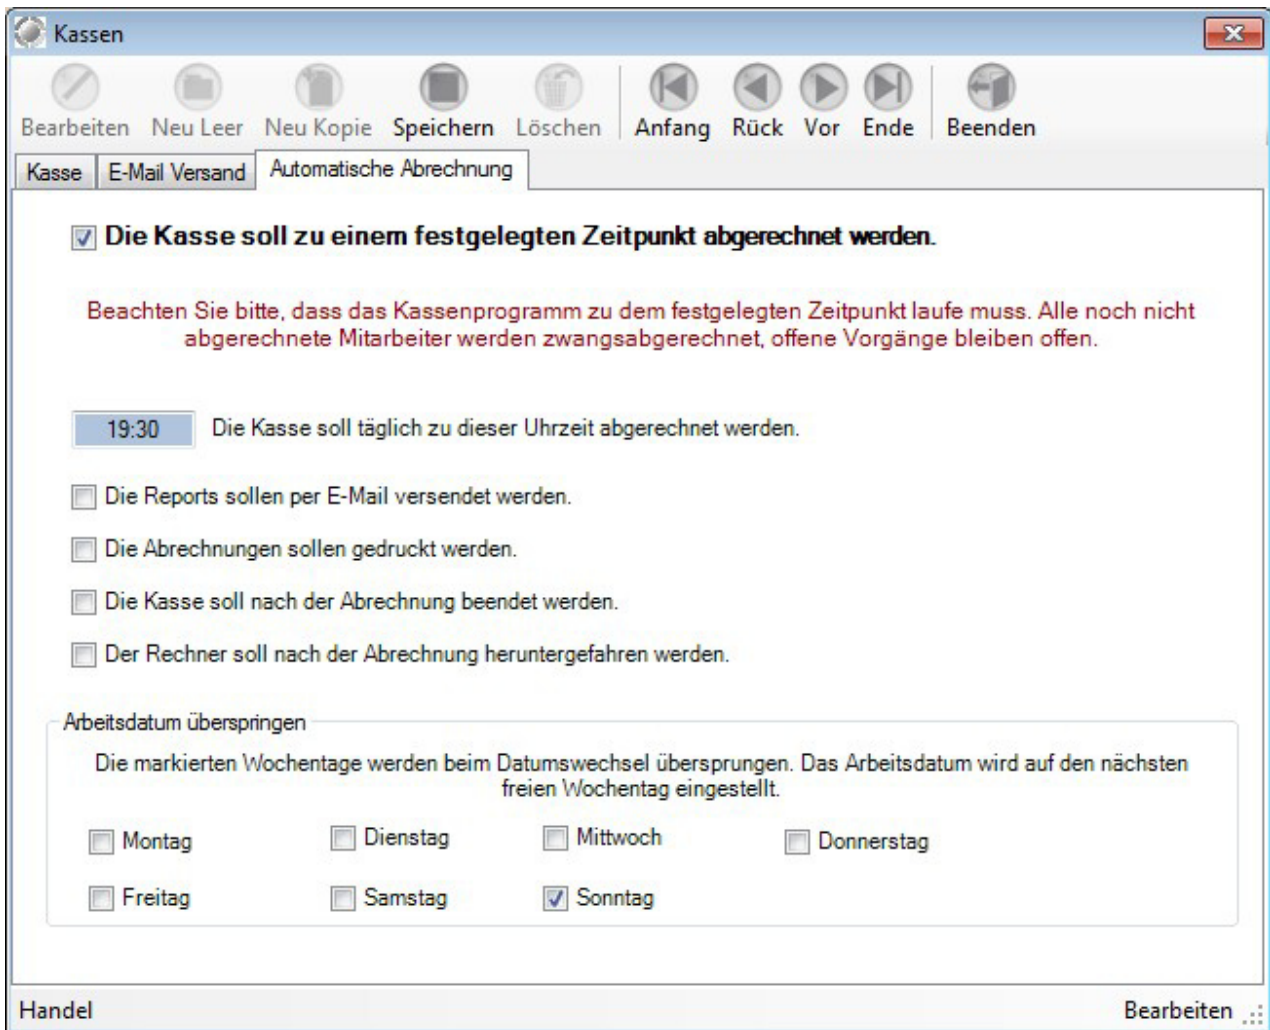 Kassen
Bearbeiten Neu Leer Neu Kopie Speichern Löschen Anfang Rück Vor Ende Beenden
Kasse E-Mail Versand Automatische Abrechnung
Die Kasse soll zu einem festgelegten Zeitpunkt abgerechnet werden.
Beachten Sie bitte, dass das Kassenprogramm zu dem festgelegten Zeitpunkt laufe muss. Alle noch nicht
abgerechnete Mitarbeiter werden zwangsabgerechnet, offene Vorgänge bleiben offen.
19:30 Die Kasse soll täglich zu dieser Uhrzeit abgerechnet werden.
Die Reports sollen per E-Mail versendet werden.
Die Abrechnungen sollen gedruckt werden.
Die Kasse soll nach der Abrechnung beendet werden.
Der Rechner soll nach der Abrechnung heruntergefahren werden.
Arbeitsdatum überspringen
Die markierten Wochentage werden beim Datumswechsel übersprungen. Das Arbeitsdatum wird auf den nächsten
freien Wochentag eingestellt.
Montag Dienstag Mittwoch Donnerstag
Freitag Samstag Sonntag
Handel Bearbeiten